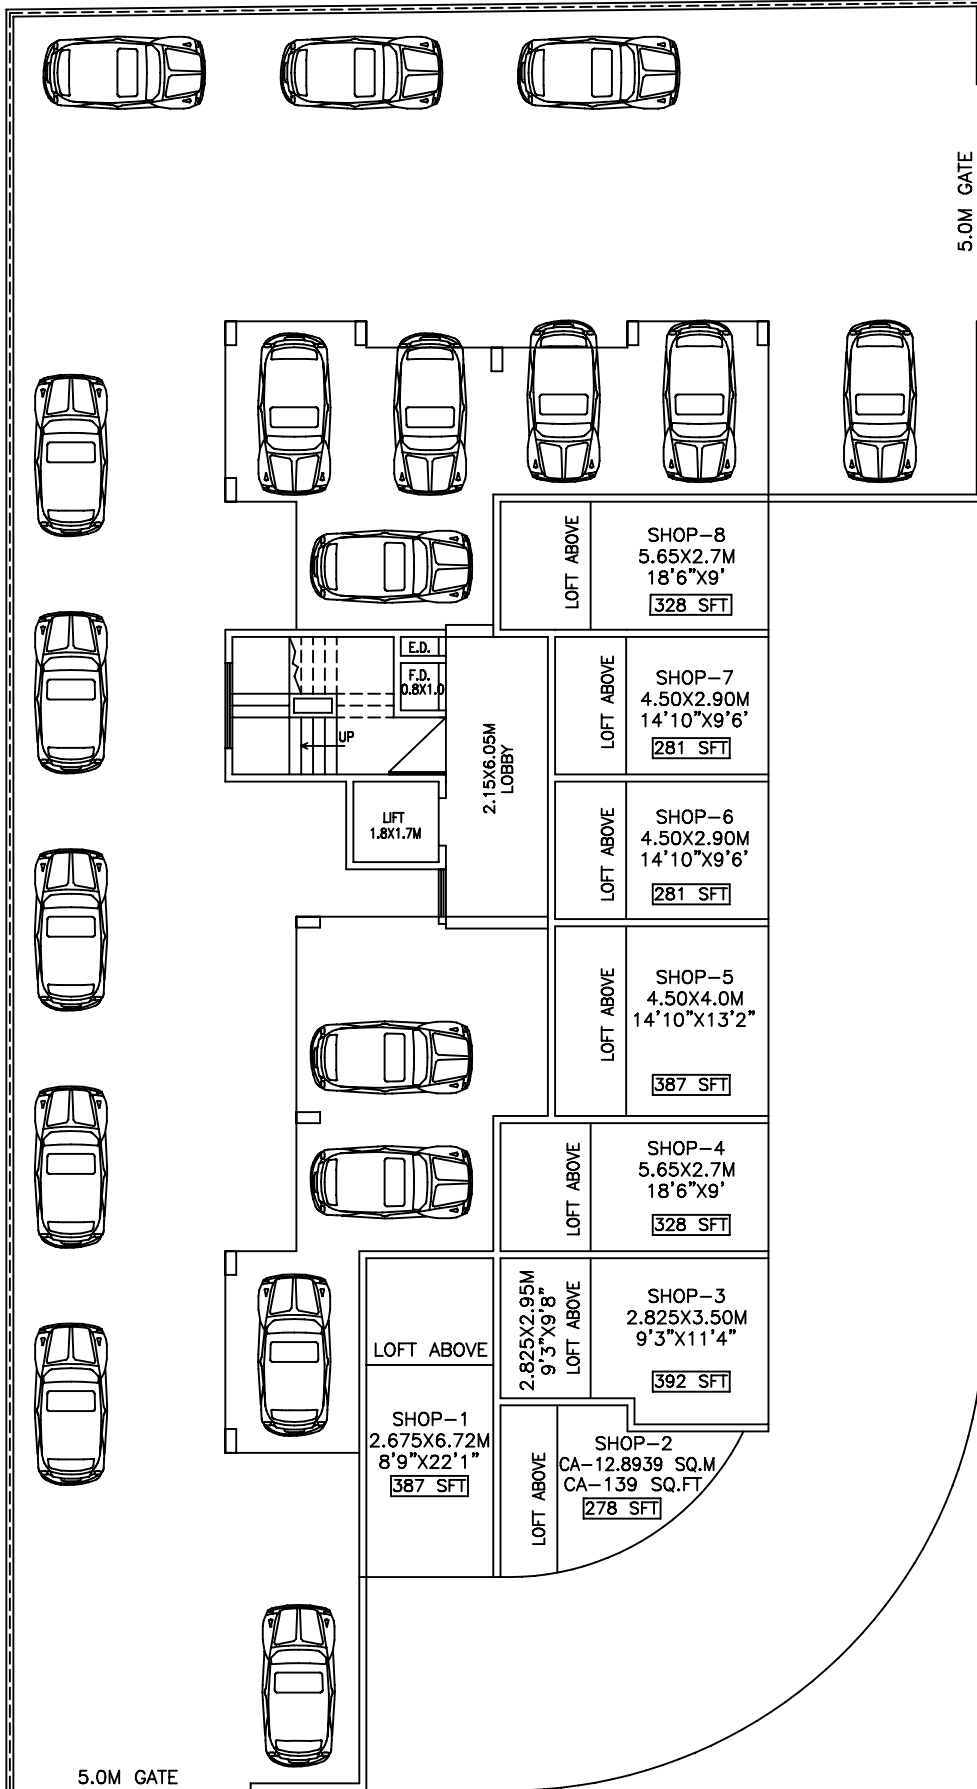 5.0M GATE
LOFT ABOVE
SHOP-8
5.65X2.7M
18'6"X9'
328 SFT
E.D.
F.D.
0.8X1.0
UP
LIFT
1.8X1.7M
2.15X6.05M
LOBBY
LOFT ABOVE
SHOP-7
4.50X2.90M
14'10"X9'6'
281 SFT
LOFT ABOVE
SHOP-6
4.50X2.90M
14'10"X9'6'
281 SFT
LOFT ABOVE
SHOP-5
4.50X4.0M
14'10"X13'2"
387 SFT
LOFT ABOVE
SHOP-4
5.65X2.7M
18'6"X9'
328 SFT
2.825X2.95M
9'3"X9'8"
LOFT ABOVE
SHOP-3
2.825X3.50M
9'3"X11'4"
392 SFT
LOFT ABOVE
SHOP-1
2.675X6.72M
8'9"X22'1"
387 SFT
LOFT ABOVE
SHOP-2
CA-12.8939 SQ.M
CA-139 SQ.FT
278 SFT
5.0M GATE